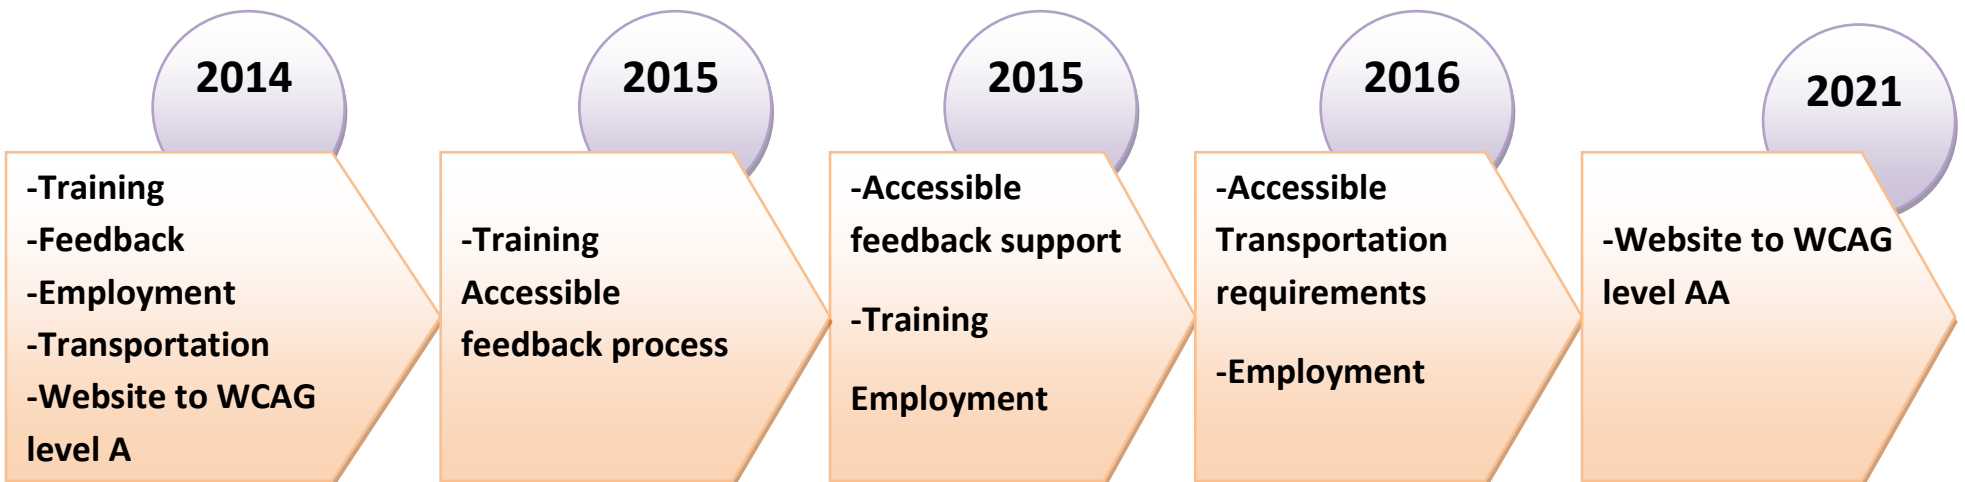 2014
-Training
-Feedback
-Employment
-Transportation
-Website to WCAG
level A
2015
-Training
Accessible
feedback process
2015
-Accessible
feedback support
-Training
Employment
2016
-Accessible
Transportation
requirements
-Employment
2021
-Website to WCAG
level AA